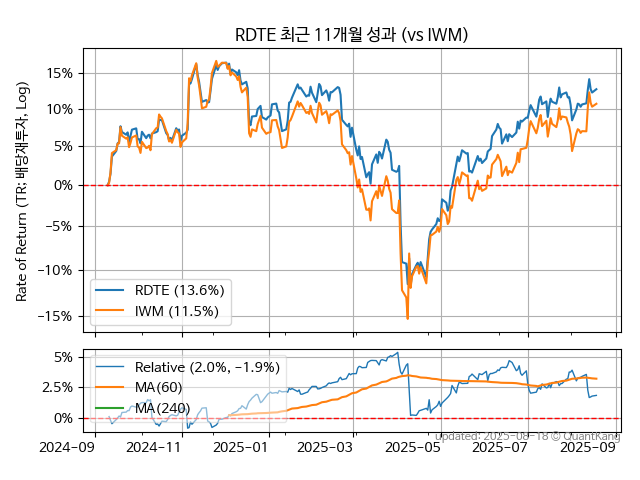 RDTE 최근 11개월 성과 (vs IWM)
Rate of Return (TR: 배당재투자, Log)
15%
10%
5%
0%
−5%
−10%
−15%
RDTE (13.6%)
IWM (11.5%)
5%
2.5%
0%
Relative (2.0%, −1.9%)
MA(60)
MA(240)
2024−09
2024−11
2025−01
2025−03
2025−05
2025−07
2025−09
updated: 2025−08−18 © QuantKang